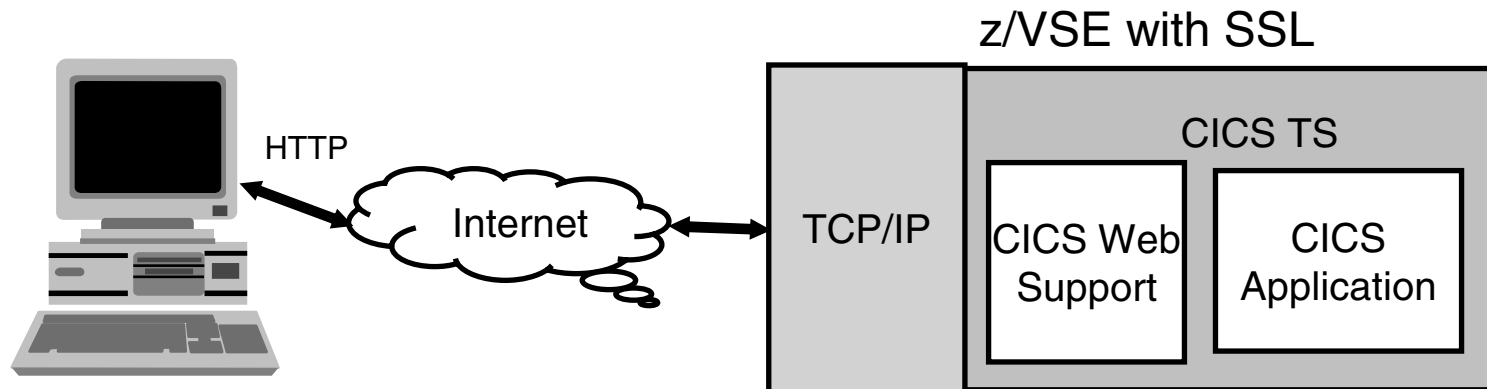 z/VSE with SSL
HTTP
Internet
TCP/IP
CICS TS
CICS Web
Support
CICS
Application